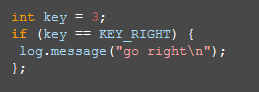 int key = 3;
if (key == KEY_RIGHT) {
 log.message("go right\n");
};